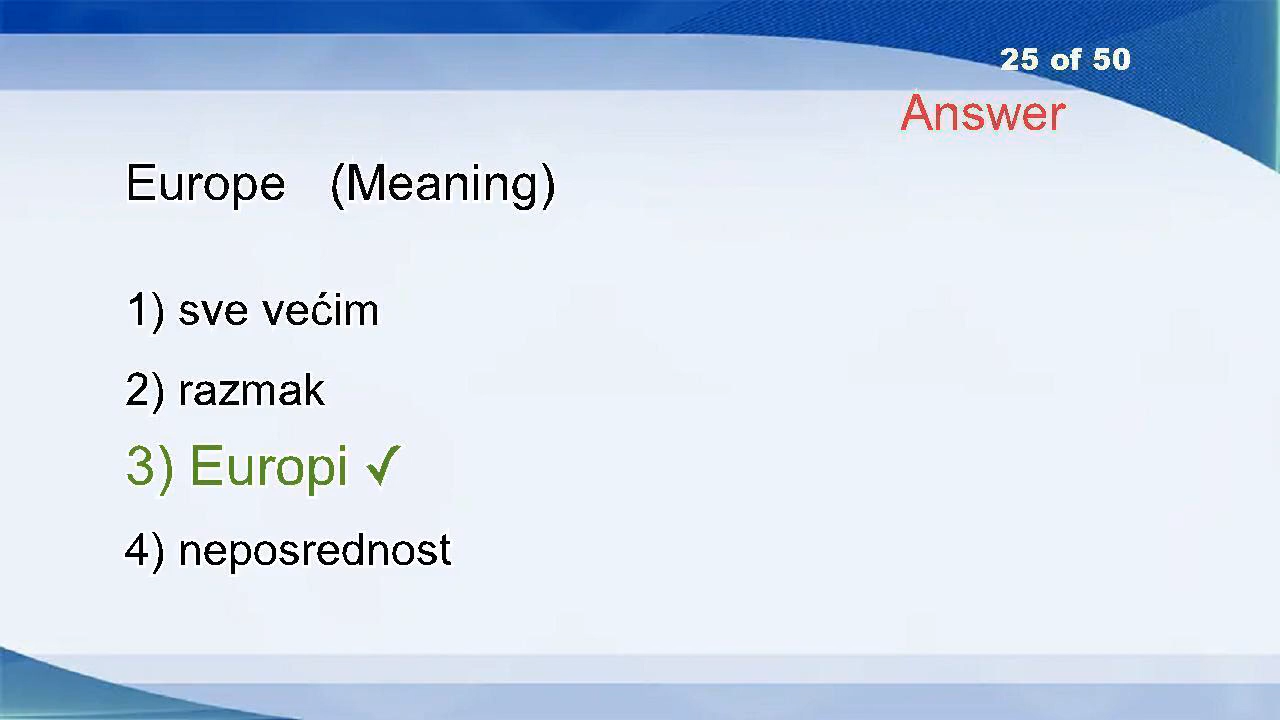 25 of 50
Answer
Europe (Meaning)
1) sve većim
2) razmak
3) Europi ✓
4) neposrednost